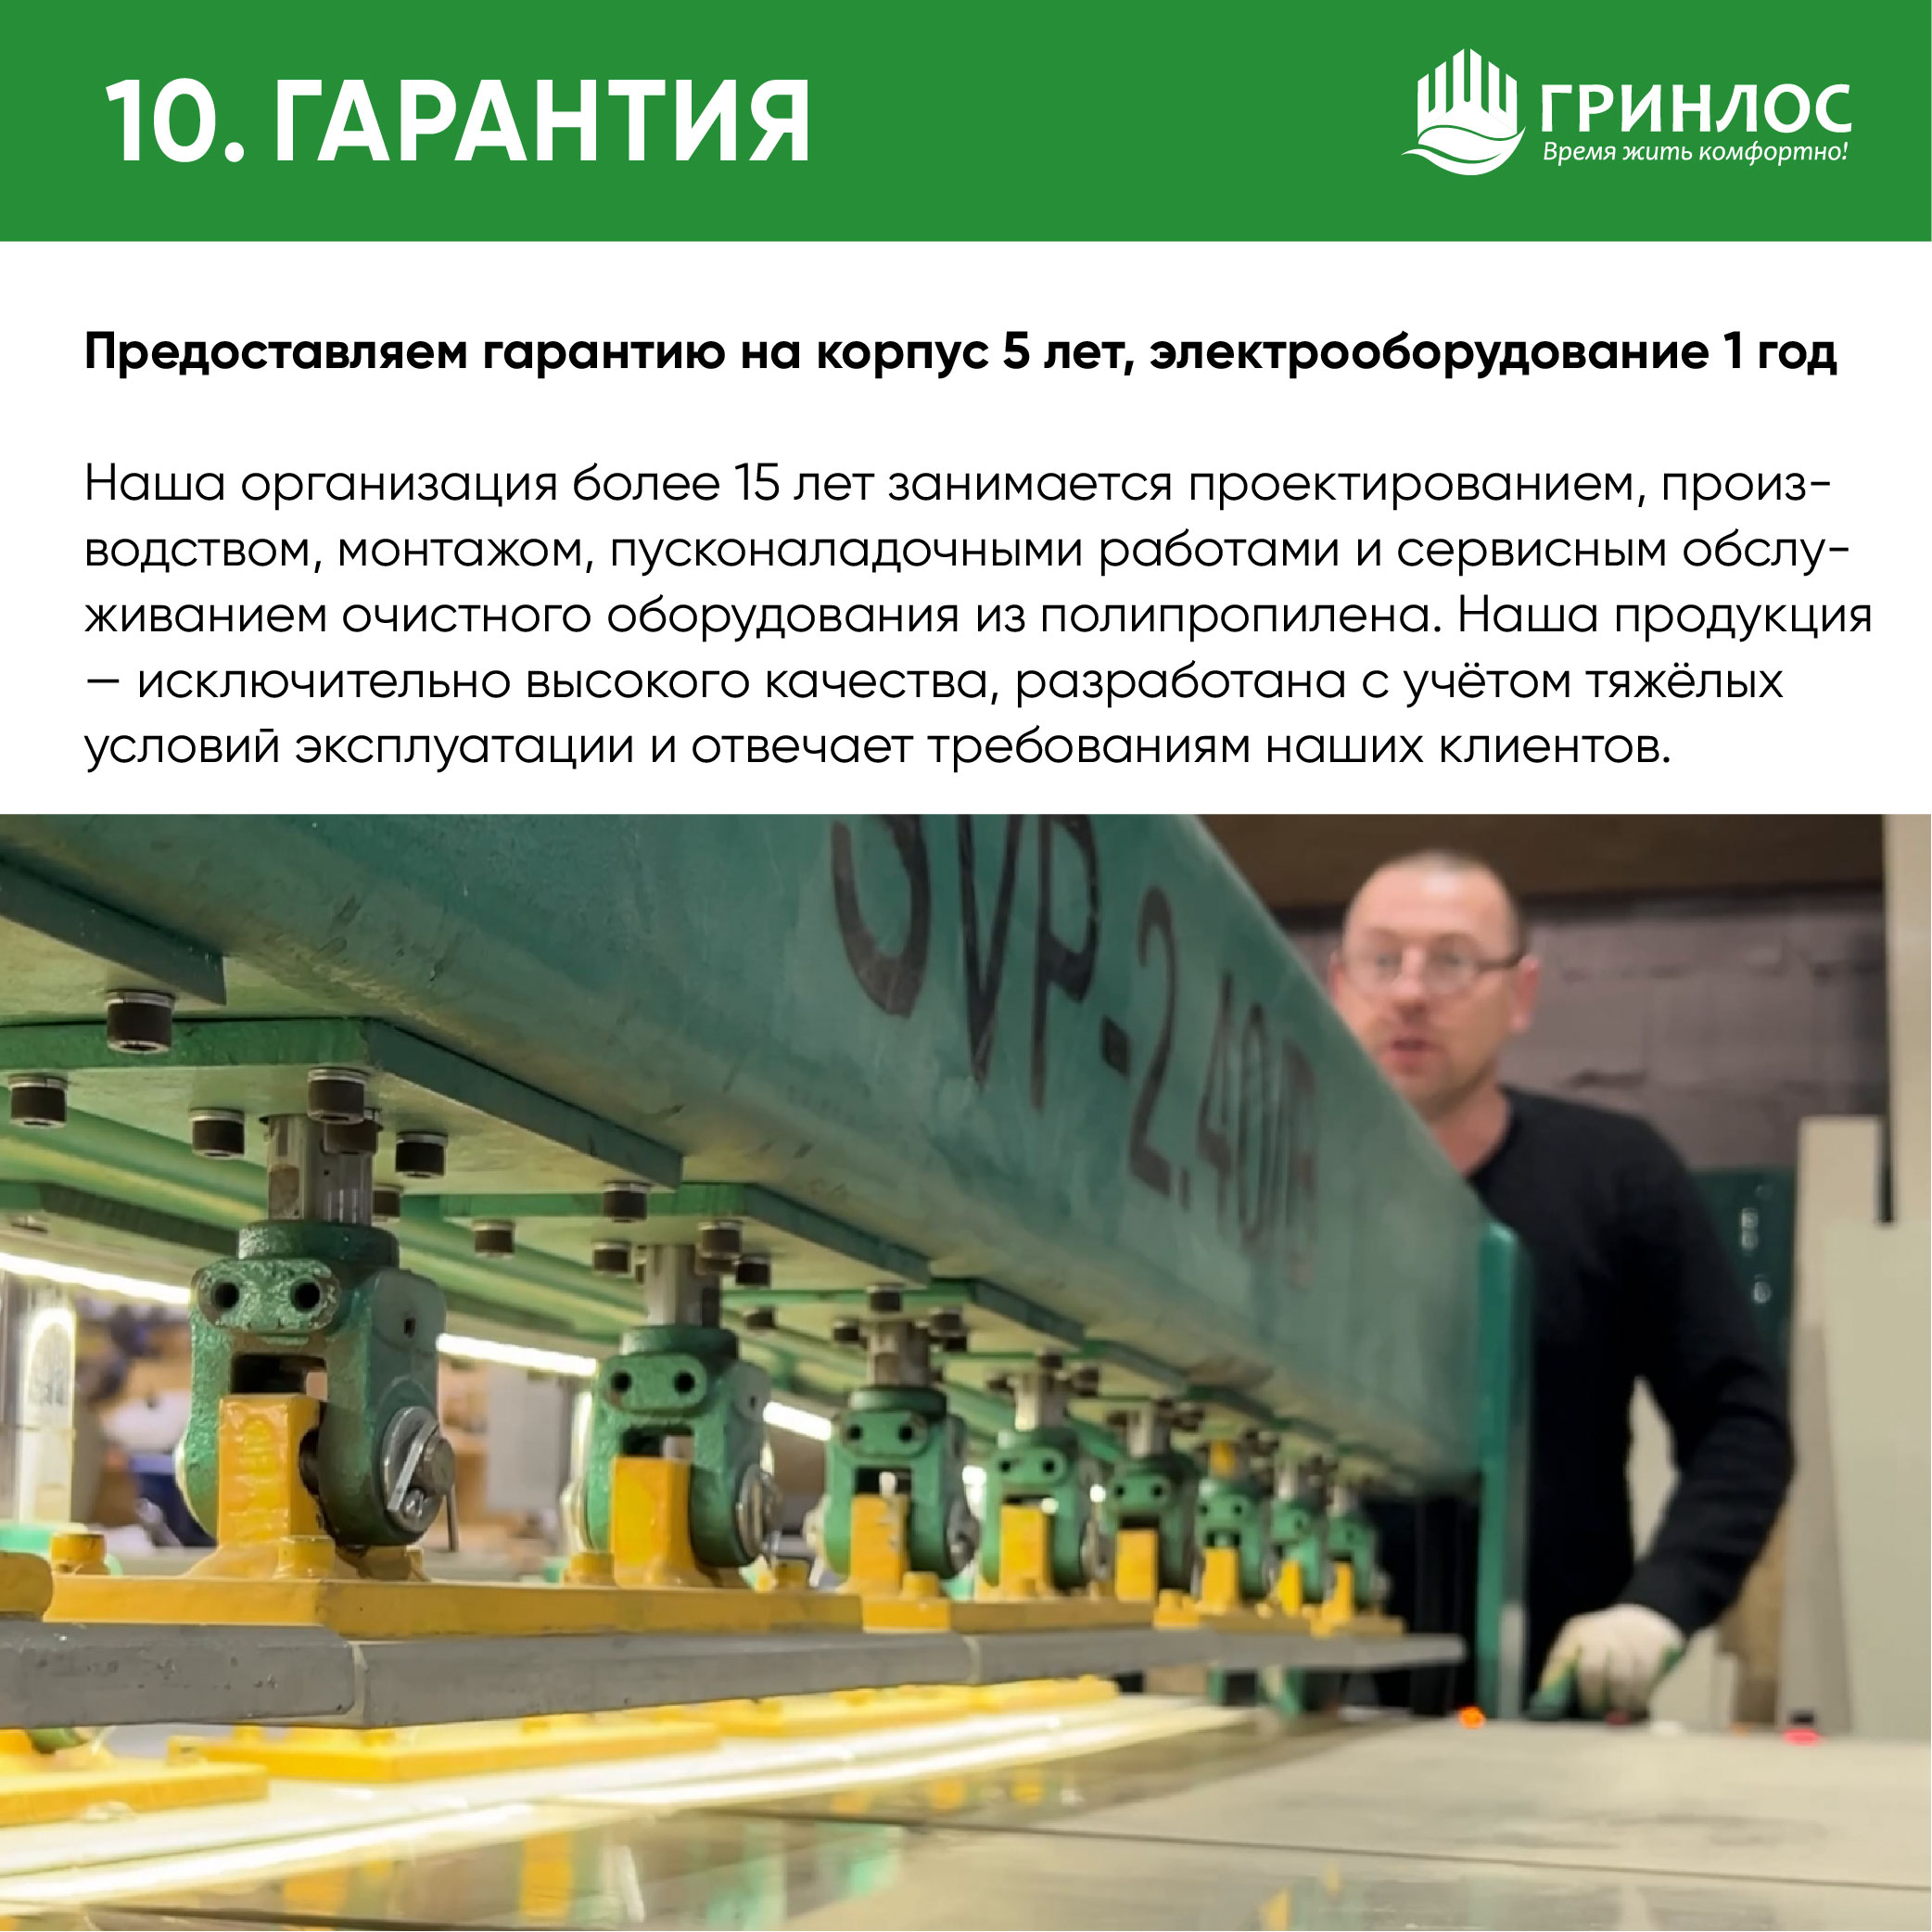 10. ГАРАНТИЯ
ГРИНЛОС
Время жить комфортно!
Предоставляем гарантию на корпус 5 лет, электрооборудование 1 год
Наша организация более 15 лет занимается проектированием, произ-
водством, монтажом, пусконаладочными работами и сервисным обслу-
живанием очистного оборудования из полипропилена. Наша продукция
— исключительно высокого качества, разработана с учётом тяжёлых
условий эксплуатации и отвечает требованиям наших клиентов.